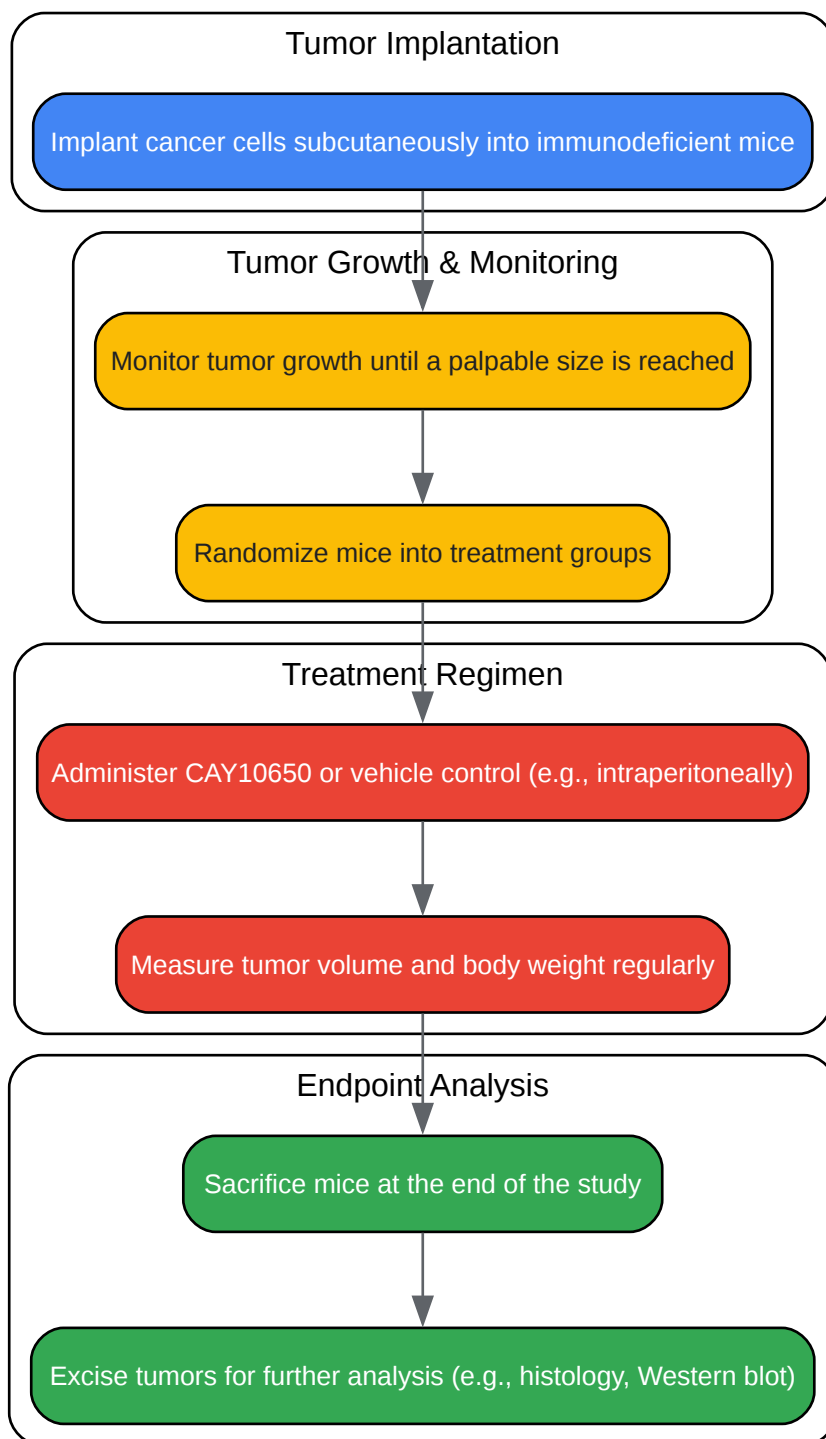 Tumor Implantation
Implant cancer cells subcutaneously into immunodeficient mice
Tumor Growth & Monitoring
Monitor tumor growth until a palpable size is reached
Randomize mice into treatment groups
Treatment Regimen
Administer CAY10650 or vehicle control (e.g., intraperitoneally)
Measure tumor volume and body weight regularly
Endpoint Analysis
Sacrifice mice at the end of the study
Excise tumors for further analysis (e.g., histology, Western blot)